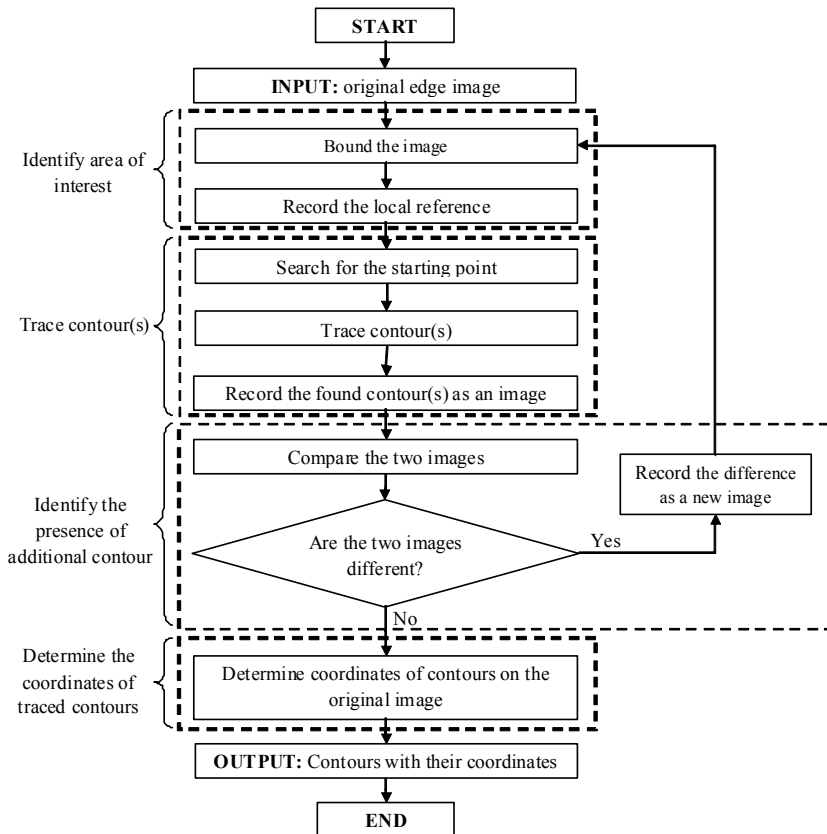 START
INPUT: original edge image
Identify area of
interest
Bound the image
Record the local reference
Trace contour(s)
Search for the starting point
Trace contour(s)
Record the found contour(s) as an image
Identify the
presence of
additional contour
Compare the two images
Record the difference
as a new image
Are the two images
different?
Yes
No
Determine the
coordinates of
traced contours
Determine coordinates of contours on the
original image
OUTPUT: Contours with their coordinates
END